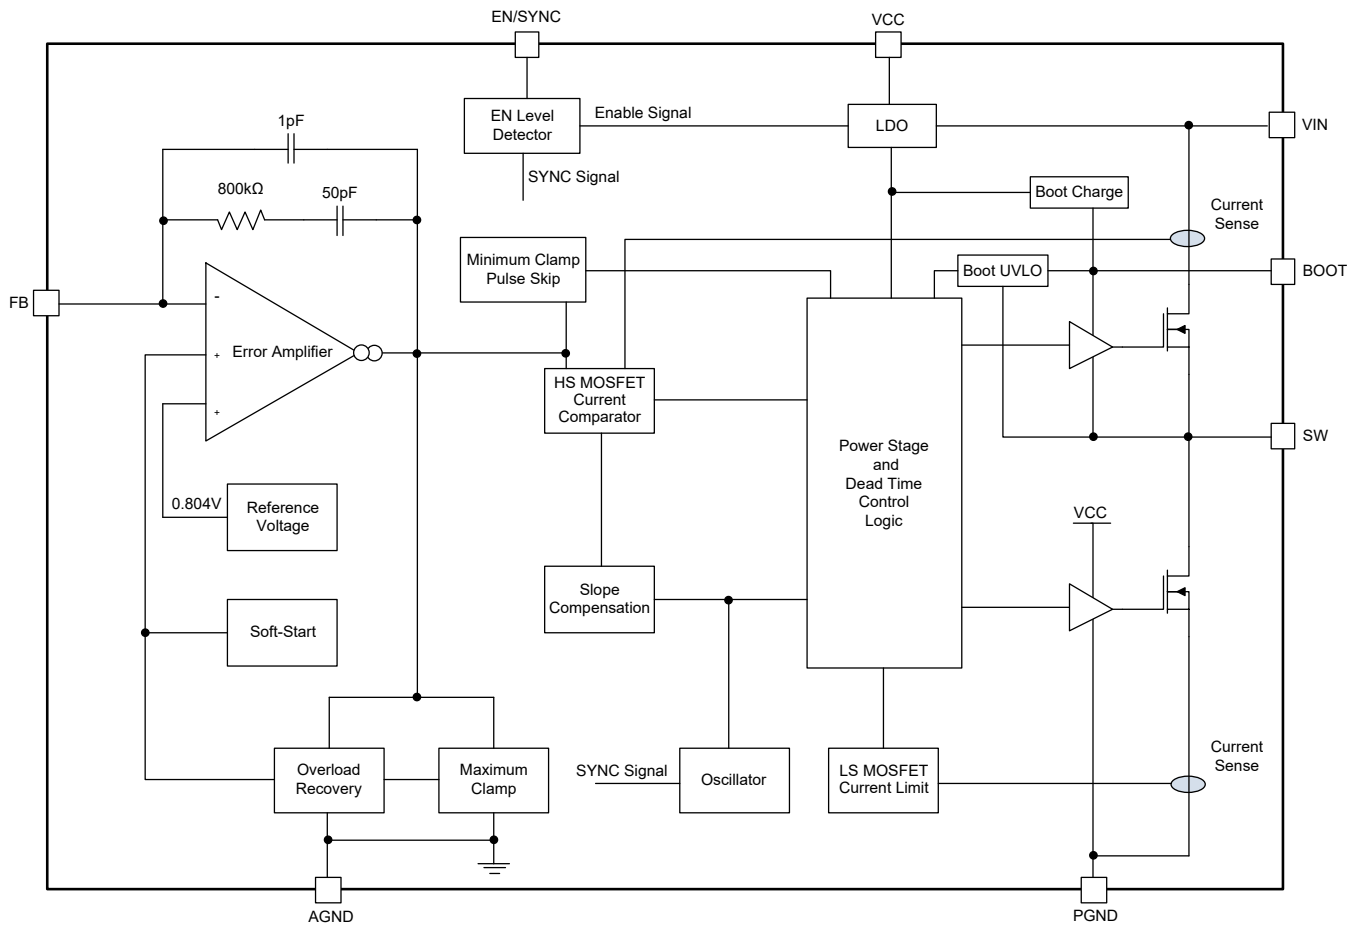 EN/SYNC
VCC
1pF
EN Level
Detector
Enable Signal
LDO
VIN
SYNC Signal
800kΩ
50pF
Boot Charge
Current
Sense
Minimum Clamp
Pulse Skip
Boot UVLO
BOOT
FB
-
Error Amplifier
+
+
HS MOSFET
Current
Comparator
SW
Power Stage
and
Dead Time
Control
Logic
0.804V
Reference
Voltage
VCC
Slope
Compensation
Soft-Start
Overload
Recovery
Maximum
Clamp
SYNC Signal
Oscillator
LS MOSFET
Current Limit
Current
Sense
AGND
PGND